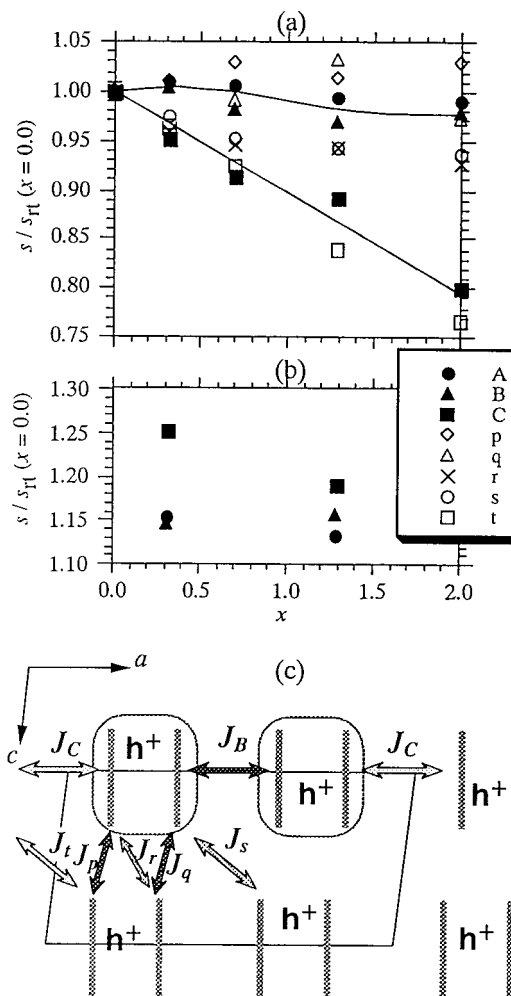 (a)
1.05
1.00
0.95
0.90
0.85
0.80
0.75
s / s_rt (x = 0.0)
(b)
1.30
1.25
1.20
1.15
1.10
s / s_rt (x = 0.0)
0.0 0.5 1.0 1.5 2.0
x
A
B
C
p
q
r
s
t
(c)
a
c
J_C h+ J_B h+ J_C h+
J_t J_p J_r J_q J_s
h+ h+ h+